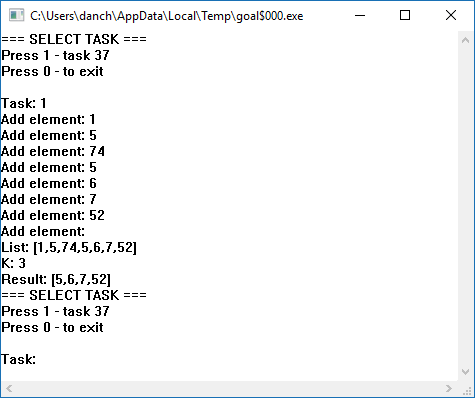 C:\Users\danch\AppData\Local\Temp\goal$000.exe
=== SELECT TASK ===
Press 1 - task 37
Press 0 - to exit
Task: 1
Add element: 1
Add element: 5
Add element: 74
Add element: 5
Add element: 6
Add element: 7
Add element: 52
Add element:
List: [1,5,74,5,6,7,52]
K: 3
Result: [5,6,7,52]
=== SELECT TASK ===
Press 1 - task 37
Press 0 - to exit
Task: